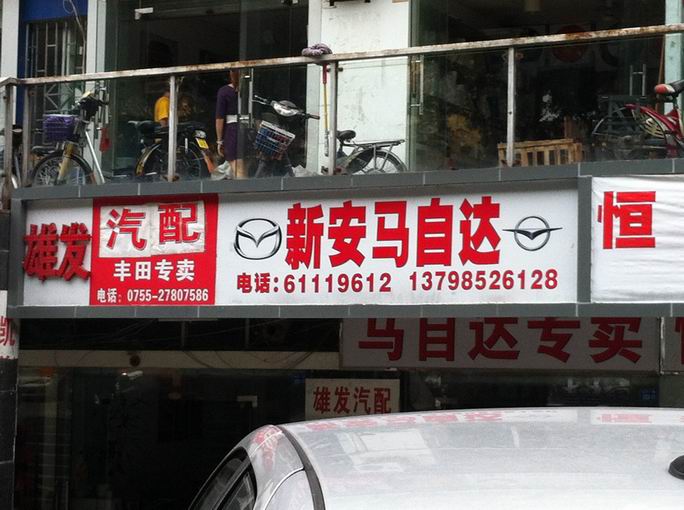 雄发
汽配
丰田专卖
电话：0755-27807586
新安马自达
电话：61119612 13798526128
恒
凯
马自达专卖
雄发汽配